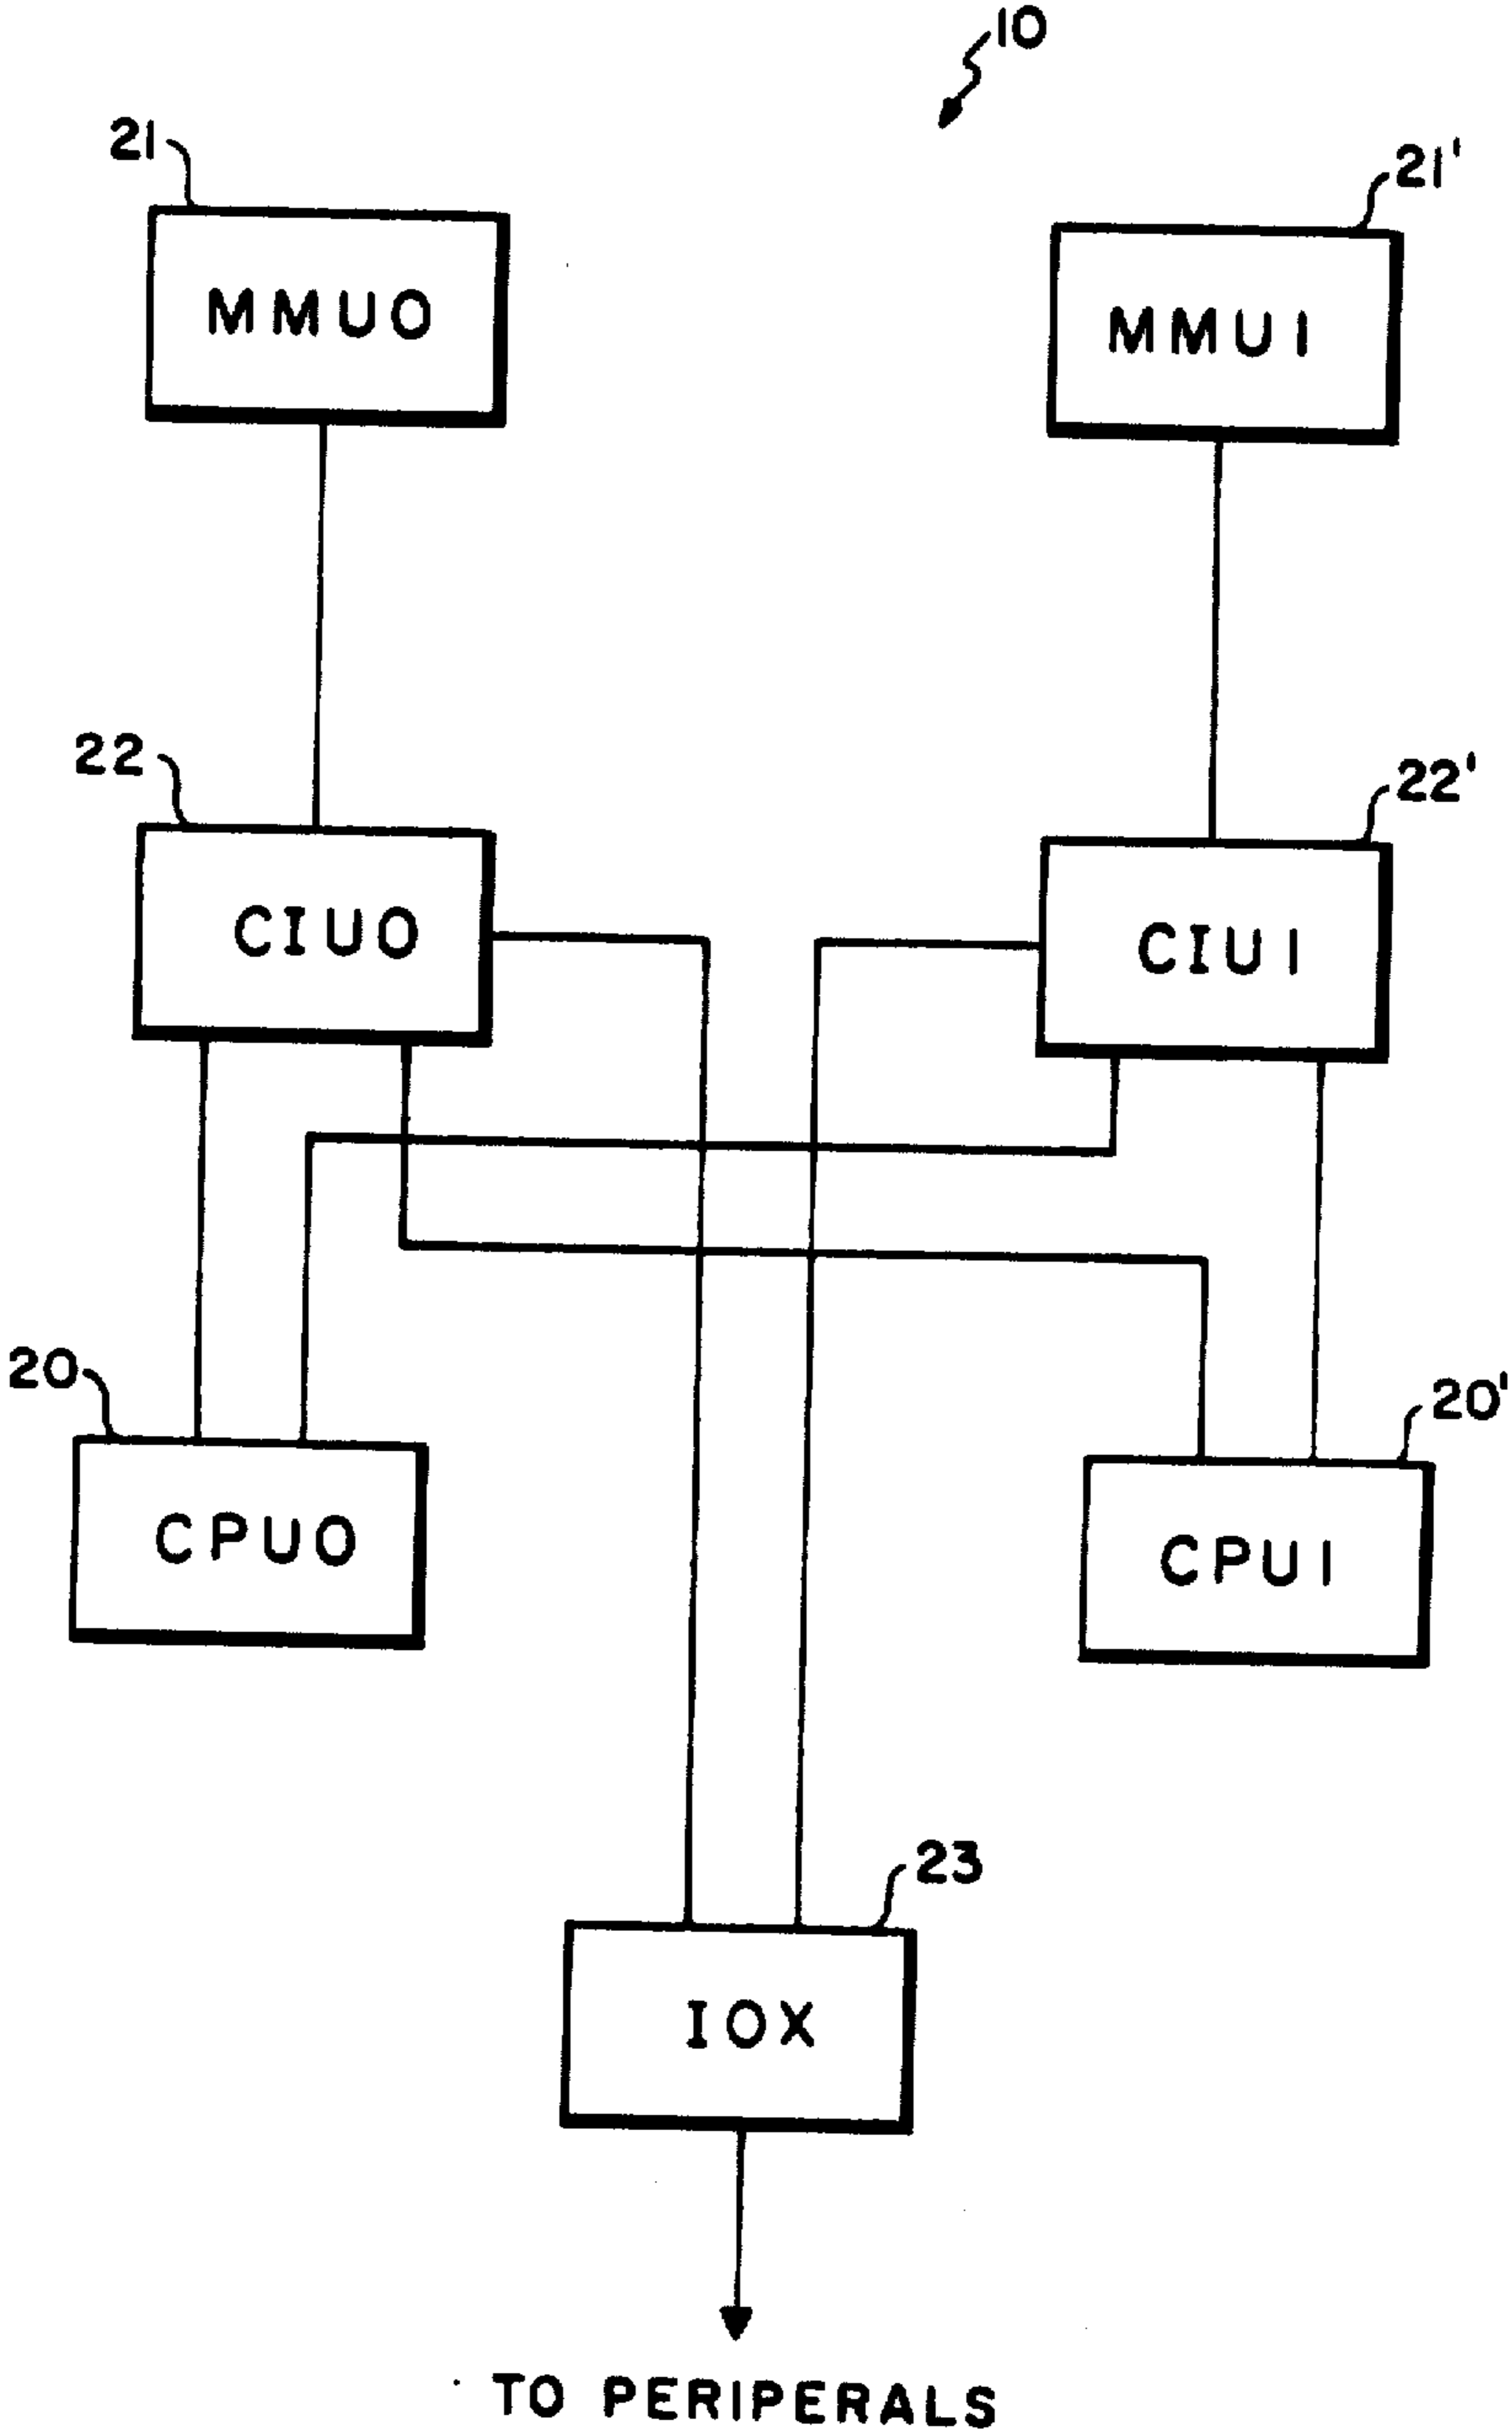 10
21
21'
MMU0
MMU1
22
22'
CIU0
CIU1
20
20'
CPU0
CPU1
23
IOX
TO PERIPERALS